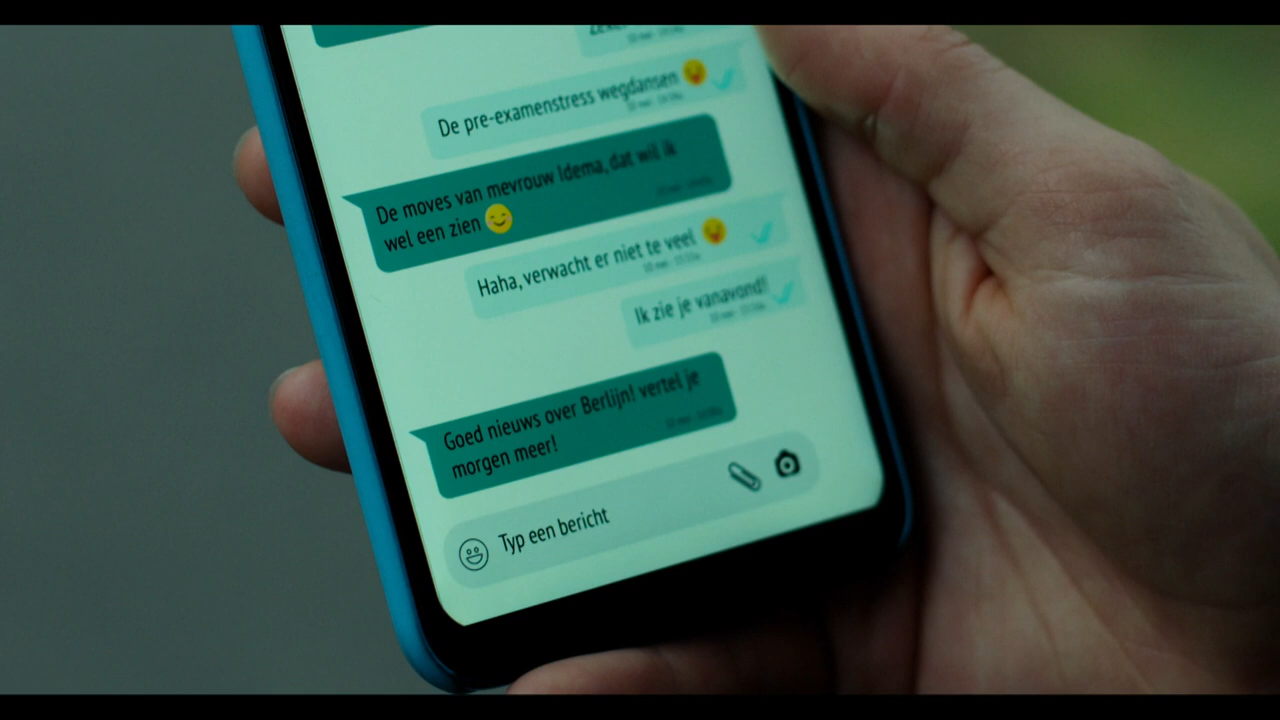 De pre-examenstress wegdansen
De moves van mevrouw Idema, dat wil ik
wel een zien
Haha, verwacht er niet te veel
Ik zie je vanavond!
Goed nieuws over Berlijn! vertel je
morgen meer!
Typ een bericht